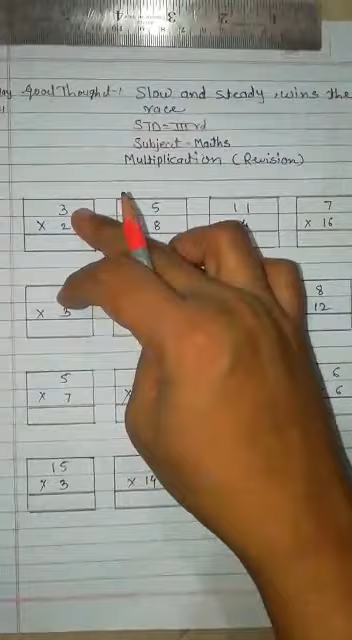 Good Thought-! Slow and steady, wins the
race
STD = IIIrd
Subject - Maths
Multiplication (Revision)
3 5 11 7
× 2 8 × 16
8
× 12
5 6
× 7 6
15
× 3 × 14